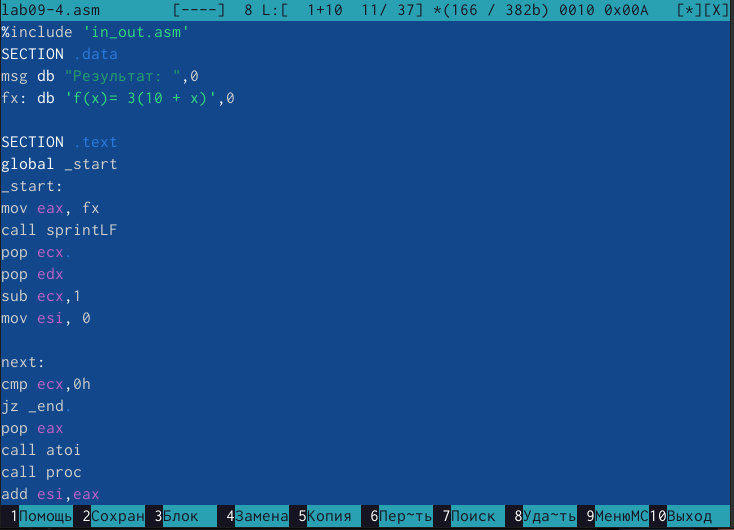 lab09-4.asm [----] 8 L:[ 1+10 11/ 37] *(166 / 382b) 0010 0x00A [*][X]
%include 'in_out.asm'
SECTION .data
msg db "Результат: ",0
fx: db 'f(x)= 3(10 + x)',0
SECTION .text
global _start
_start:
mov eax, fx
call sprintLF
pop ecx.
pop edx
sub ecx,1
mov esi, 0
next:
cmp ecx,0h
jz _end.
pop eax
call atoi
call proc
add esi,eax
1Помощь 2Сохран 3Блок 4Замена 5Копия 6Пер~ть 7Поиск 8Уда~ть 9МенюMC 10Выход